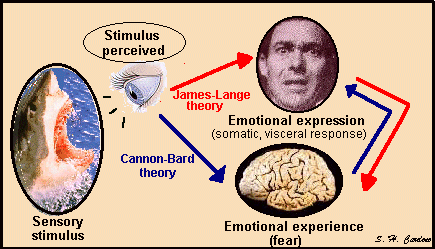 Stimulus
perceived
James-Lange
theory
Emotional expression
(somatic, visceral response)
Cannon-Bard
theory
Sensory
stimulus
Emotional experience
(fear)
S. H. Cardoso